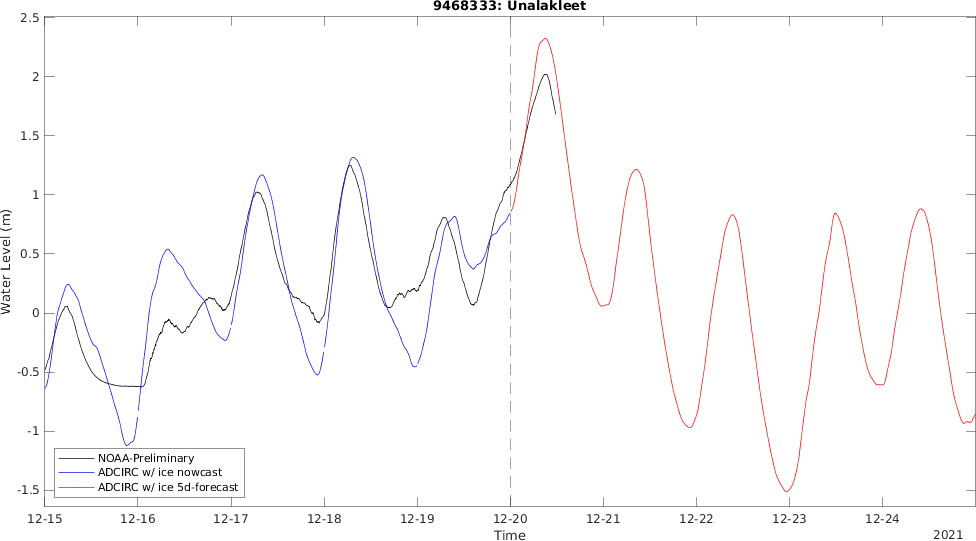 9468333: Unalakleet
2.5
2
1.5
1
0.5
0
-0.5
-1
-1.5
Water Level (m)
NOAA-Preliminary
ADCIRC w/ ice nowcast
ADCIRC w/ ice 5d-forecast
12-15 12-16 12-17 12-18 12-19 12-20 12-21 12-22 12-23 12-24
Time
2021